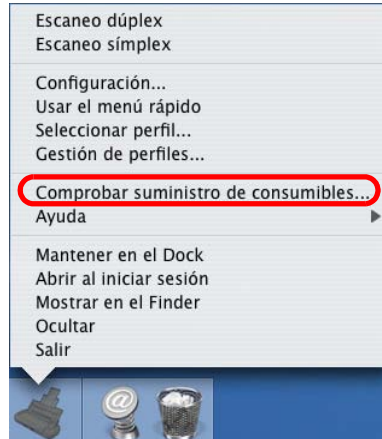 Escaneo dúplex
Escaneo símplex
Configuración...
Usar el menú rápido
Seleccionar perfil...
Gestión de perfiles...
Comprobar suministro de consumibles...
Ayuda
Mantener en el Dock
Abrir al iniciar sesión
Mostrar en el Finder
Ocultar
Salir
@